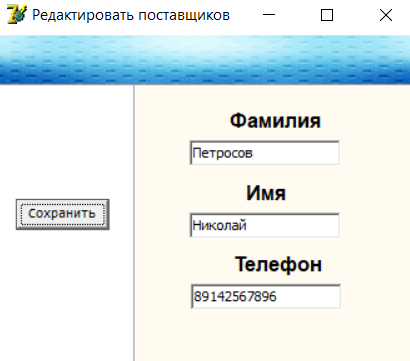 Редактировать поставщиков
Фамилия
Петросов
Имя
Сохранить
Николай
Телефон
89142567896